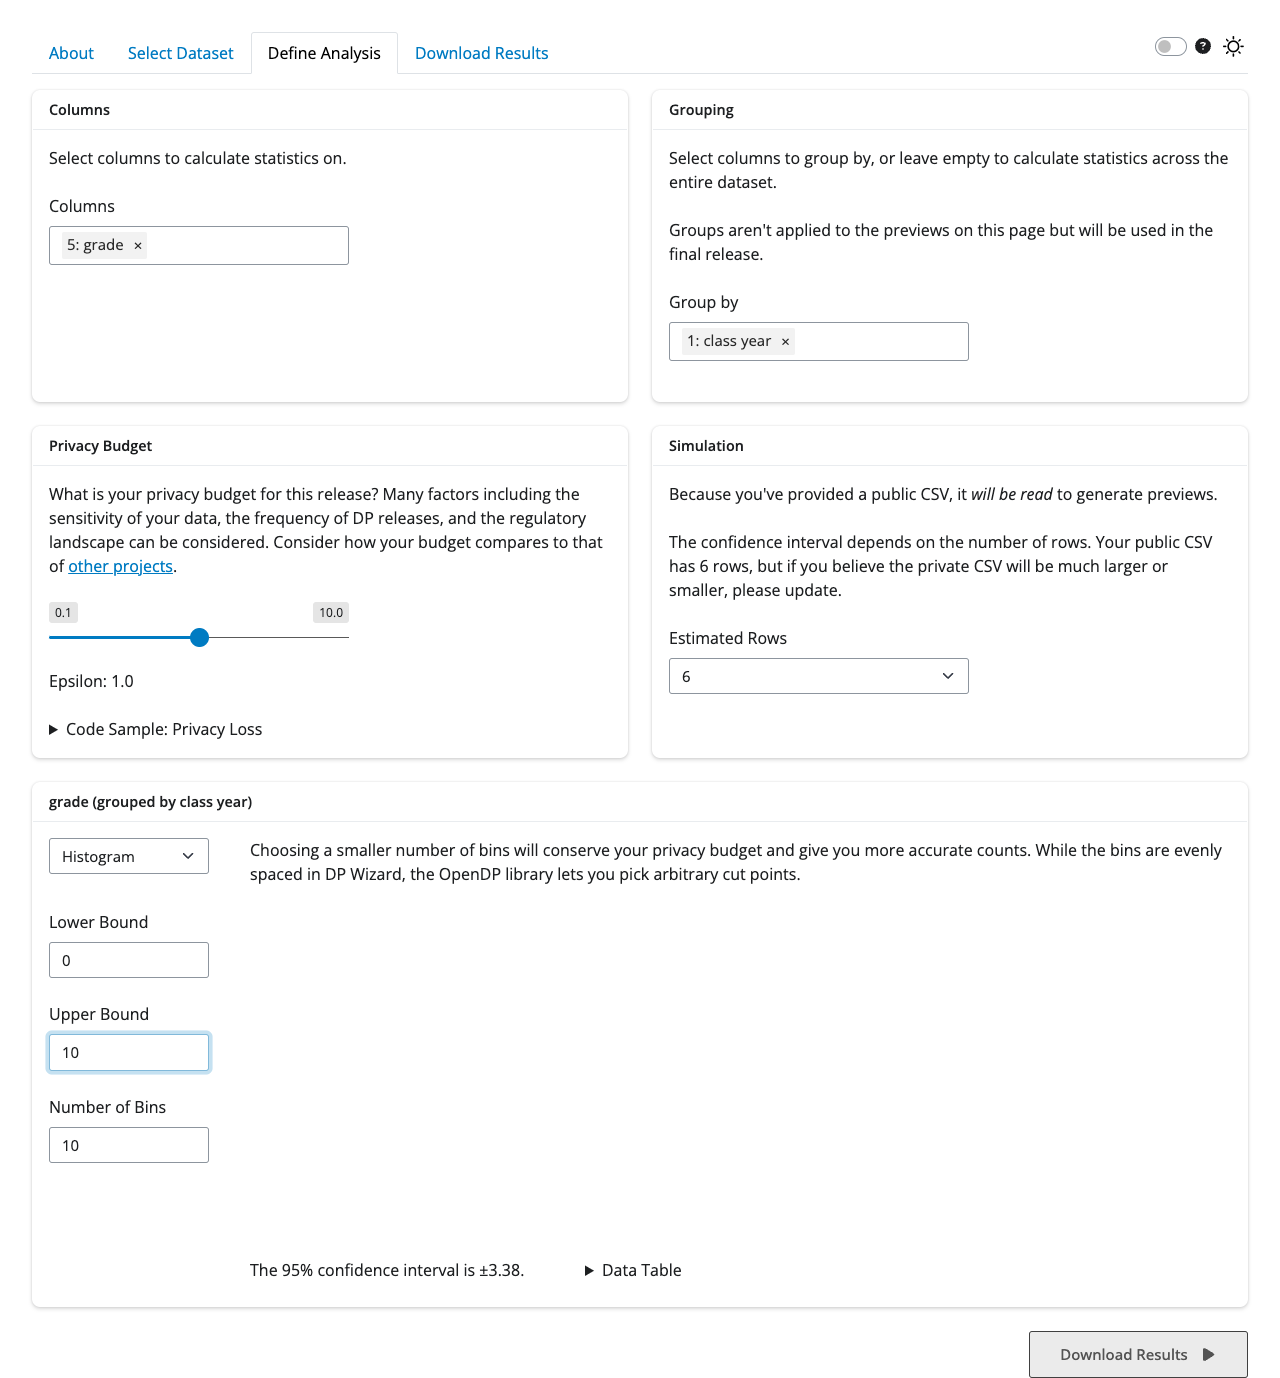 About
Select Dataset
Define Analysis
Download Results
?
Columns
Select columns to calculate statistics on.
Columns
5: grade ×
Grouping
Select columns to group by, or leave empty to calculate statistics across the
entire dataset.
Groups aren't applied to the previews on this page but will be used in the
final release.
Group by
1: class year ×
Privacy Budget
What is your privacy budget for this release? Many factors including the
sensitivity of your data, the frequency of DP releases, and the regulatory
landscape can be considered. Consider how your budget compares to that
of other projects.
0.1
10.0
Epsilon: 1.0
Code Sample: Privacy Loss
Simulation
Because you've provided a public CSV, it will be read to generate previews.
The confidence interval depends on the number of rows. Your public CSV
has 6 rows, but if you believe the private CSV will be much larger or
smaller, please update.
Estimated Rows
6
grade (grouped by class year)
Histogram
Choosing a smaller number of bins will conserve your privacy budget and give you more accurate counts. While the bins are evenly
spaced in DP Wizard, the OpenDP library lets you pick arbitrary cut points.
Lower Bound
0
Upper Bound
10
Number of Bins
10
The 95% confidence interval is ±3.38.
Data Table
Download Results